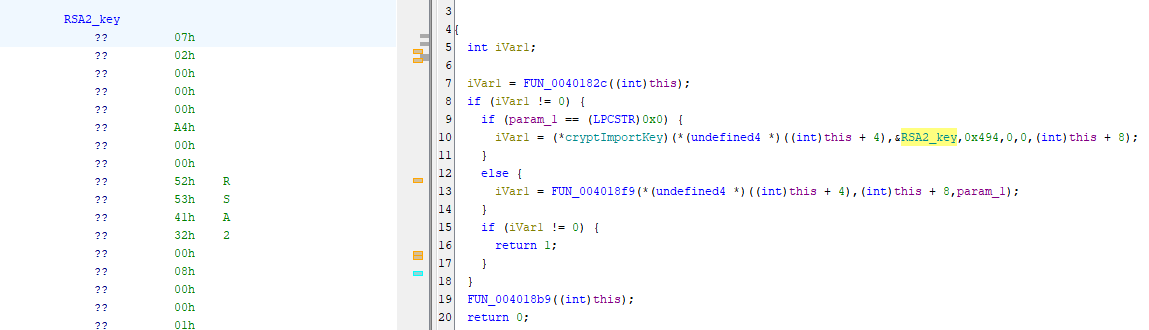 RSA2_key
?? 07h
?? 02h
?? 00h
?? 00h
?? 00h
?? A4h
?? 00h
?? 00h
?? 52h R
?? 53h S
?? 41h A
?? 32h 2
?? 00h
?? 08h
?? 00h
?? 00h
?? 01h
3
4 {
5 int iVar1;
6
7 iVar1 = FUN_0040182c((int)this);
8 if (iVar1 != 0) {
9 if (param_1 == (LPCSTR)0x0) {
10 iVar1 = (*cryptImportKey)(*(undefined4 *)((int)this + 4),&RSA2_key,0x494,0,0,(int)this + 8);
11 }
12 else {
13 iVar1 = FUN_004018f9(*(undefined4 *)((int)this + 4),(int)this + 8,param_1);
14 }
15 if (iVar1 != 0) {
16 return 1;
17 }
18 }
19 FUN_004018b9((int)this);
20 return 0;